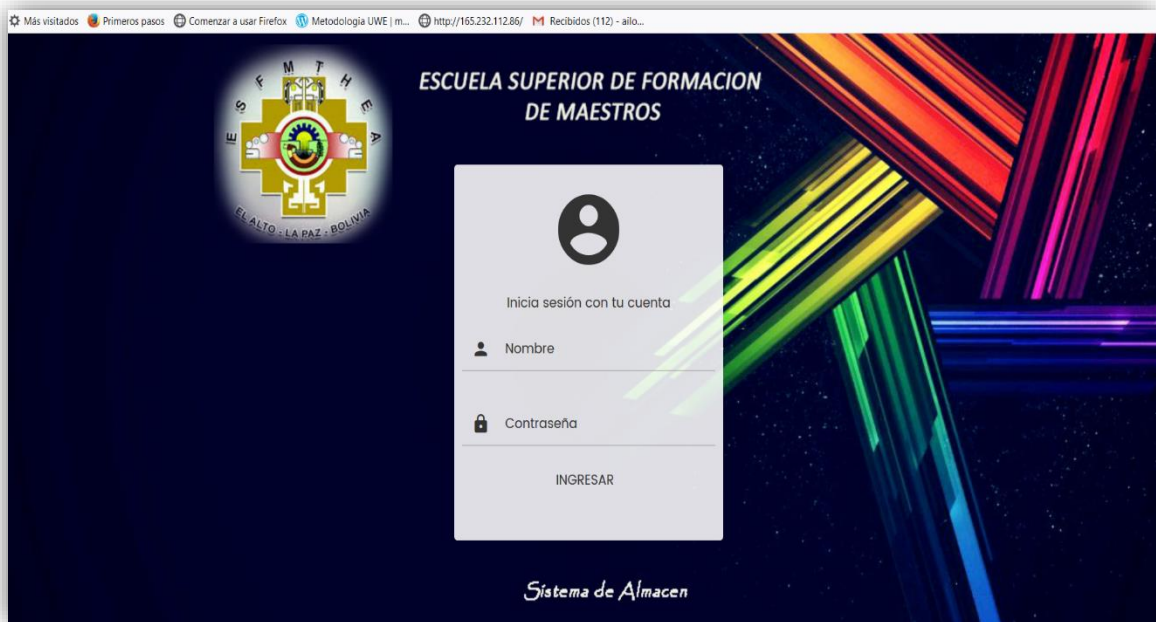 Más visitados Primeros pasos Comenzar a usar Firefox Metodología UWE | m... http://165.232.112.86/ Recibidos (112) - ailo...
IESFMTHEA
EL ALTO - LA PAZ - BOLIVIA
ESCUELA SUPERIOR DE FORMACION
DE MAESTROS
Inicia sesión con tu cuenta
Nombre
Contraseña
INGRESAR
Sistema de Almacen